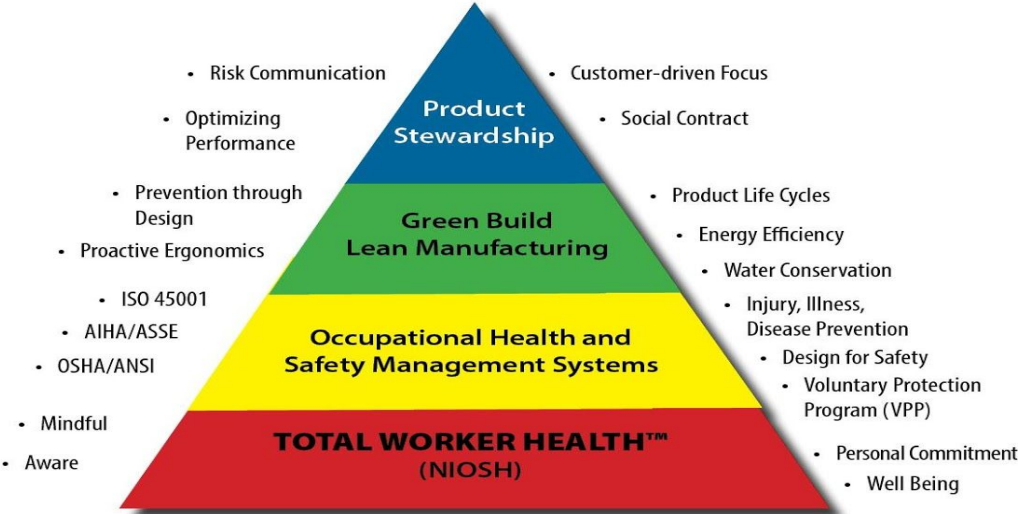 • Risk Communication
• Customer-driven Focus
Product
Stewardship
• Optimizing
Performance
• Social Contract
• Prevention through
Design
• Product Life Cycles
Green Build
Lean Manufacturing
• Proactive Ergonomics
• Energy Efficiency
• Water Conservation
• ISO 45001
• AIHA/ASSE
• OSHA/ANSI
Occupational Health and
Safety Management Systems
• Injury, Illness,
Disease Prevention
• Design for Safety
• Voluntary Protection
Program (VPP)
• Mindful
• Aware
TOTAL WORKER HEALTH™
(NIOSH)
• Personal Commitment
• Well Being